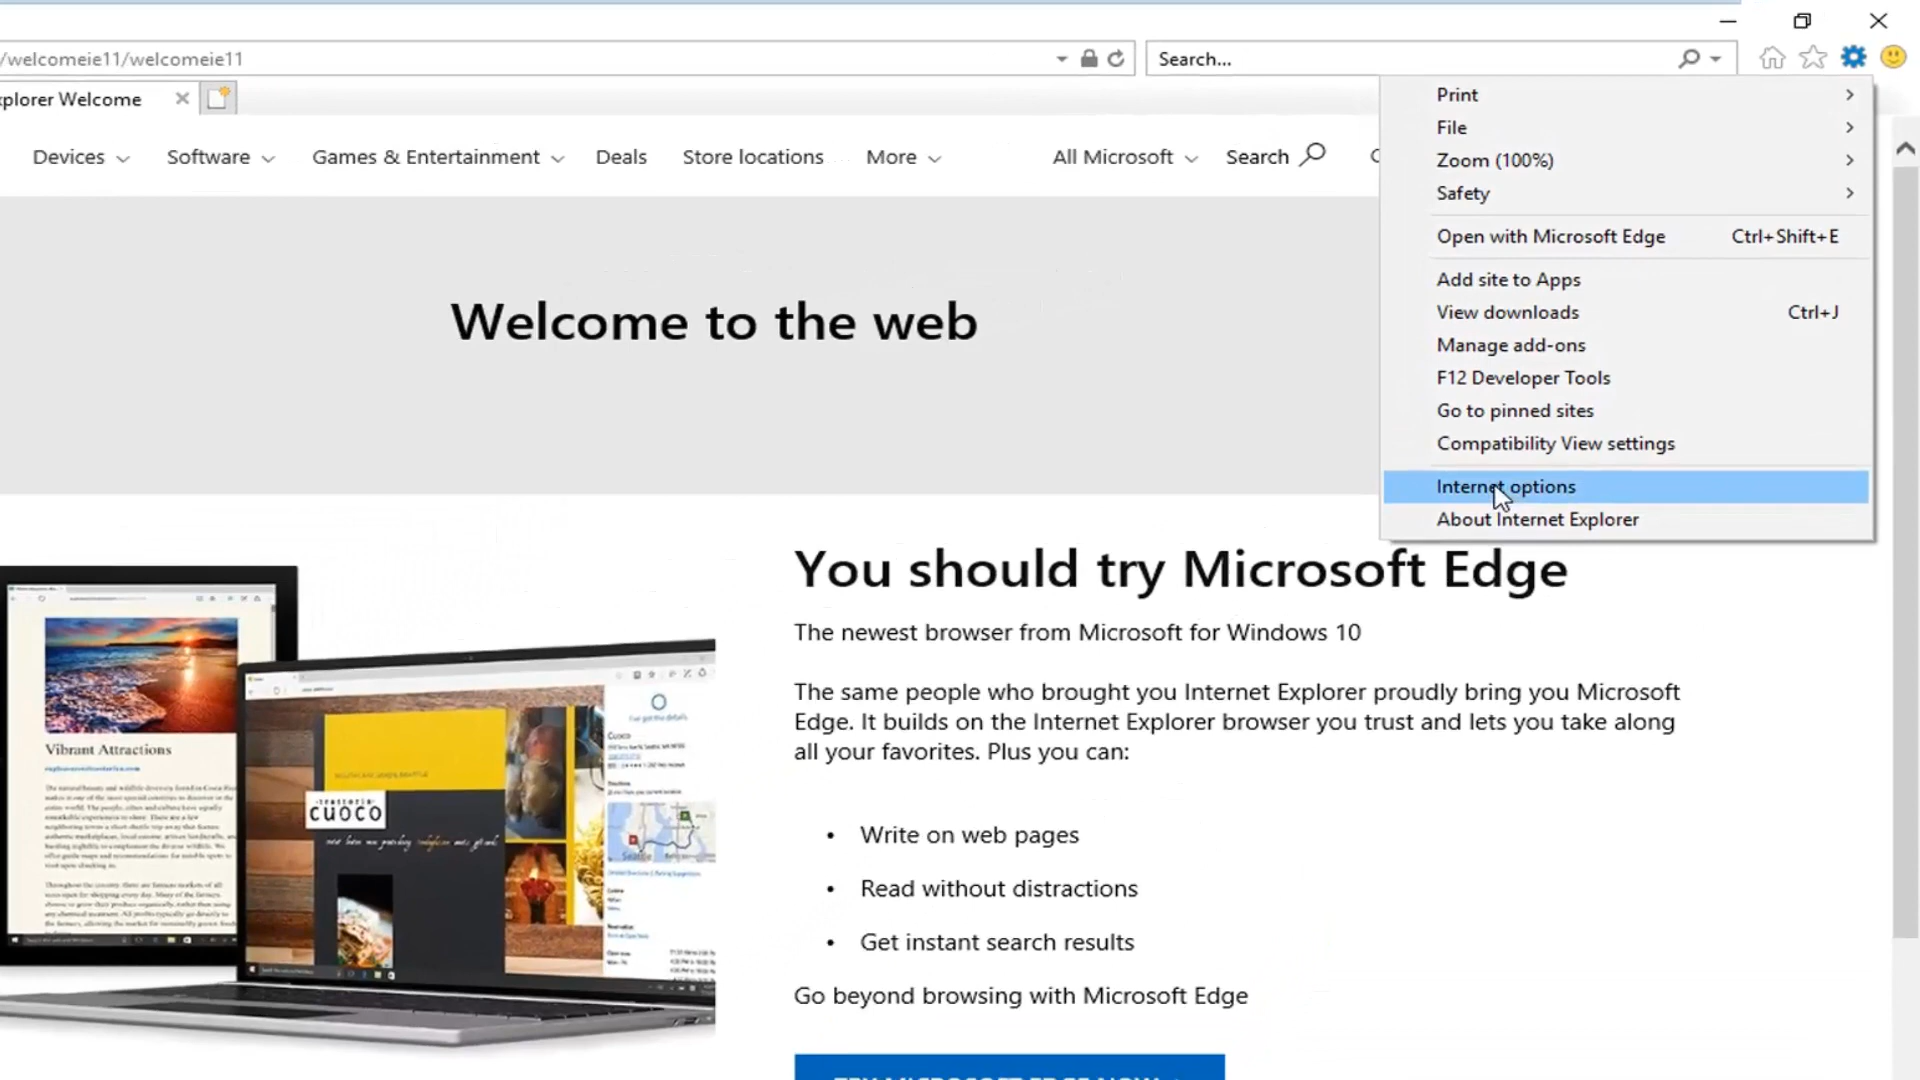 /welcomeie11/welcomeie11
Search...
xplorer Welcome
Print
File
Zoom (100%)
Safety
Open with Microsoft Edge Ctrl+Shift+E
Add site to Apps
View downloads Ctrl+J
Manage add-ons
F12 Developer Tools
Go to pinned sites
Compatibility View settings
Internet options
About Internet Explorer
Devices Software Games & Entertainment Deals Store locations More All Microsoft Search
Welcome to the web
You should try Microsoft Edge
The newest browser from Microsoft for Windows 10
The same people who brought you Internet Explorer proudly bring you Microsoft
Edge. It builds on the Internet Explorer browser you trust and lets you take along
all your favorites. Plus you can:
• Write on web pages
• Read without distractions
• Get instant search results
Go beyond browsing with Microsoft Edge
Vibrant Attractions
trattoria
CUOCO
Cuoco
Seattle